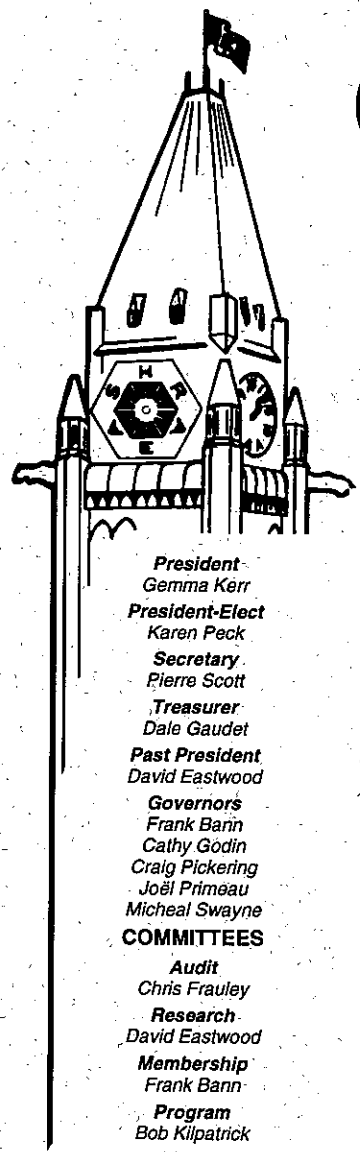 President
Gemma Kerr
President-Elect
Karen Peck
Secretary
Pierre Scott
Treasurer
Dale Gaudet
Past President
David Eastwood
Governors
Frank Bann
Cathy Godin
Craig Pickering
Joël Primeau
Micheal Swayne
COMMITTEES
Audit
Chris Frauley
Research
David Eastwood
Membership
Frank Bann
Program
Bob Kilpatrick